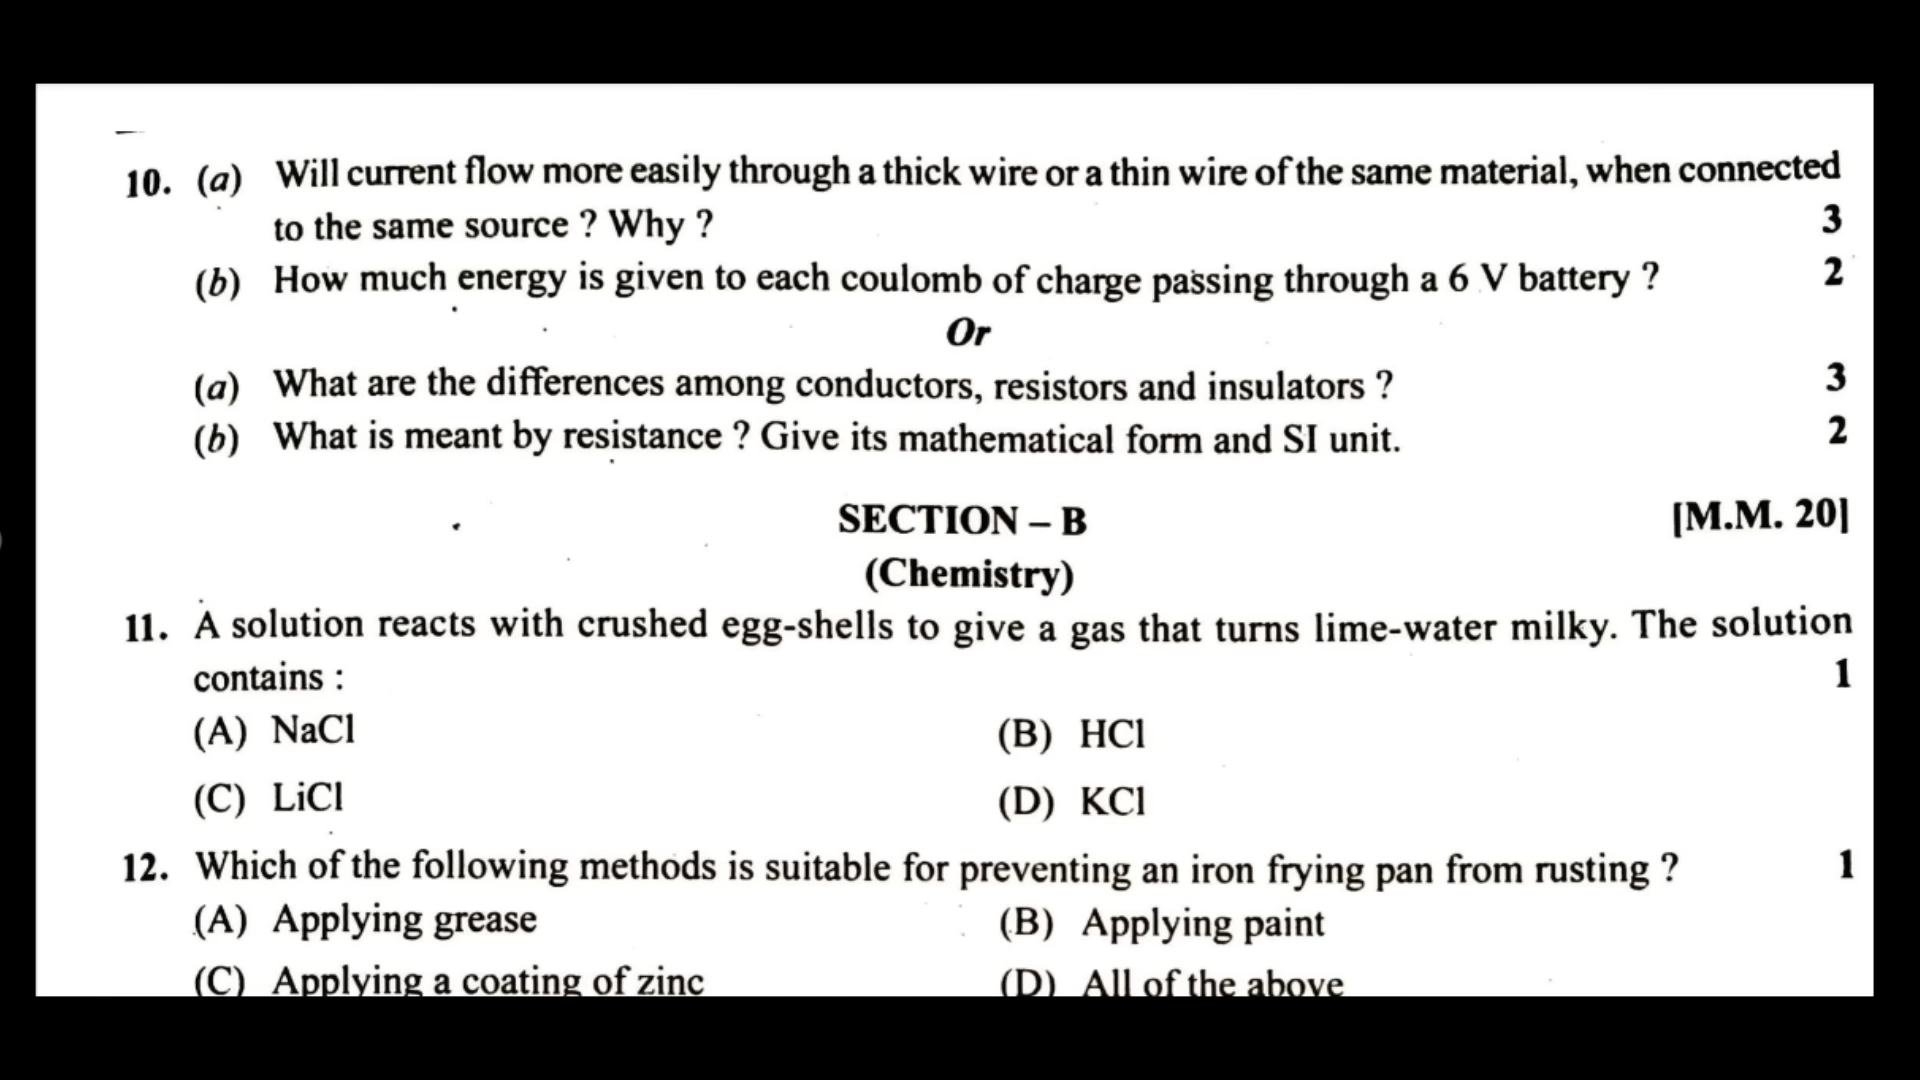 10. (a) Will current flow more easily through a thick wire or a thin wire of the same material, when connected
to the same source ? Why ? 3
(b) How much energy is given to each coulomb of charge passing through a 6 V battery ? 2
Or
(a) What are the differences among conductors, resistors and insulators ? 3
(b) What is meant by resistance ? Give its mathematical form and SI unit. 2
SECTION – B [M.M. 20]
(Chemistry)
11. A solution reacts with crushed egg-shells to give a gas that turns lime-water milky. The solution
contains : 1
(A) NaCl (B) HCl
(C) LiCl (D) KCl
12. Which of the following methods is suitable for preventing an iron frying pan from rusting ? 1
(A) Applying grease (B) Applying paint
(C) Applying a coating of zinc (D) All of the above